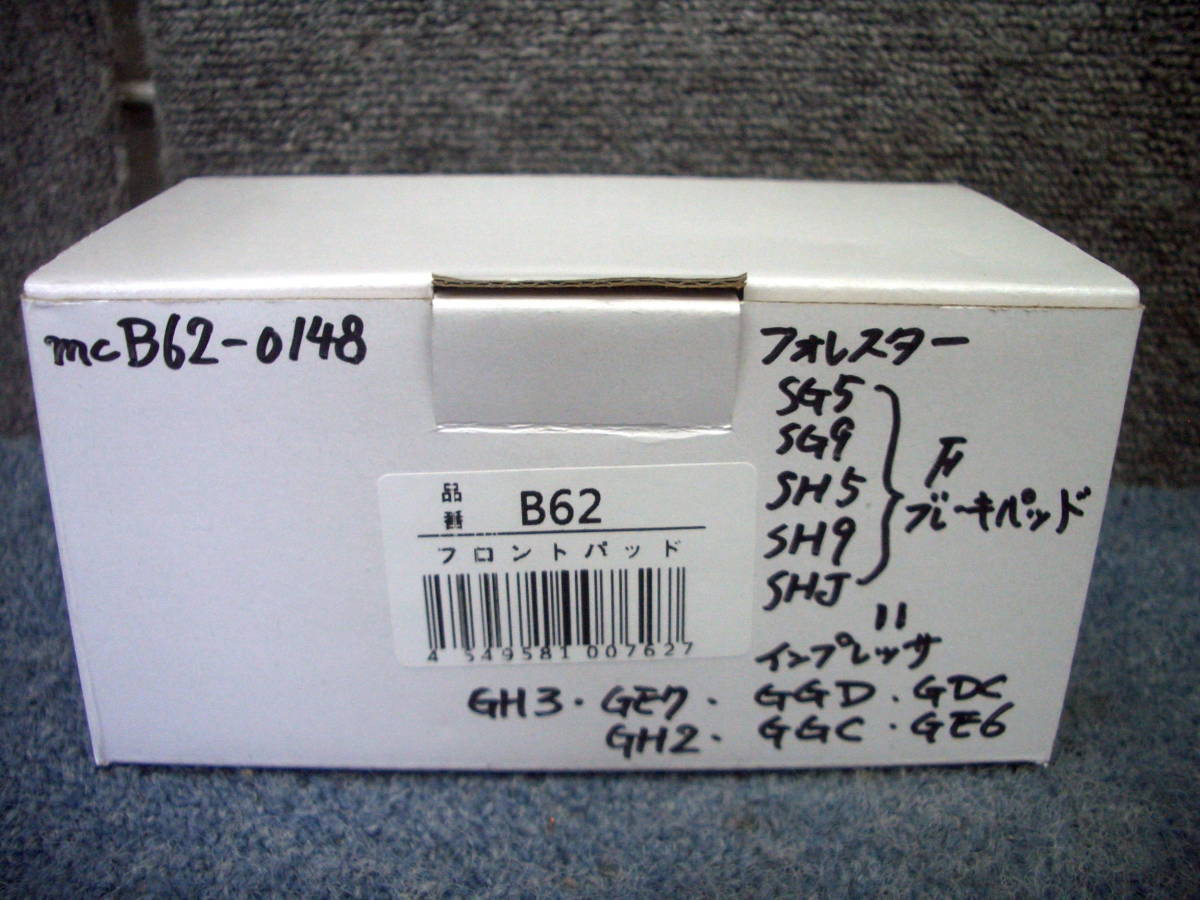 mcB62-0148
フォレスター
SG5
SG9
SH5
SH9
SHJ
F
ブレーキパッド
〃
インプレッサ
GH3・GE7・GGD・GDC
GH2・GGC・GE6
品番 B62
フロントパッド
4 549581 007627